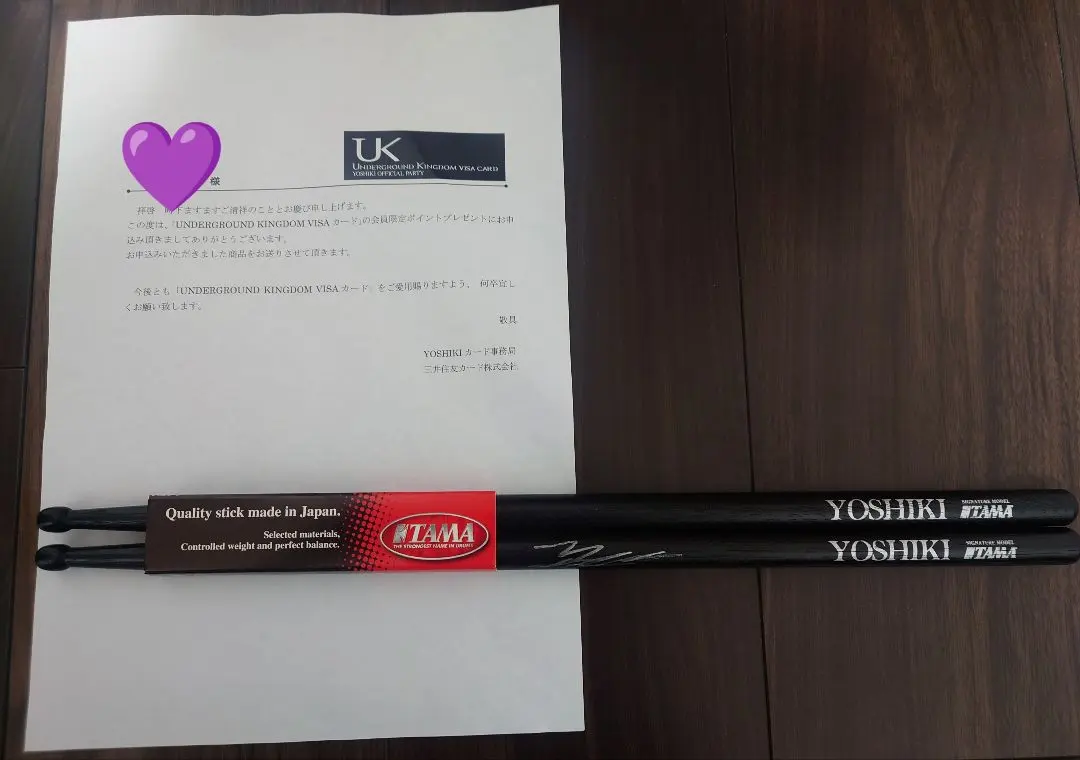 様
UK
UNDERGROUND KINGDOM VISA CARD
YOSHIKI OFFICIAL PARTY
拝啓 時下ますますご清祥のこととお慶び申し上げます。
この度は、「UNDERGROUND KINGDOM VISA カード」の会員限定ポイントプレゼントにお申
込み頂きましてありがとうございます。
お申込みいただきました商品をお送りさせて頂きます。
今後とも「UNDERGROUND KINGDOM VISA カード」をご愛用賜りますよう、 何卒宜し
くお願い致します。
敬具
YOSHIKI カード事務局
三井住友カード株式会社
Quality stick made in Japan.
Selected materials,
Controlled weight and perfect balance.
TAMA
THE STRONGEST NAME IN DRUMS
YOSHIKI SIGNATURE MODEL TAMA
YOSHIKI SIGNATURE MODEL TAMA